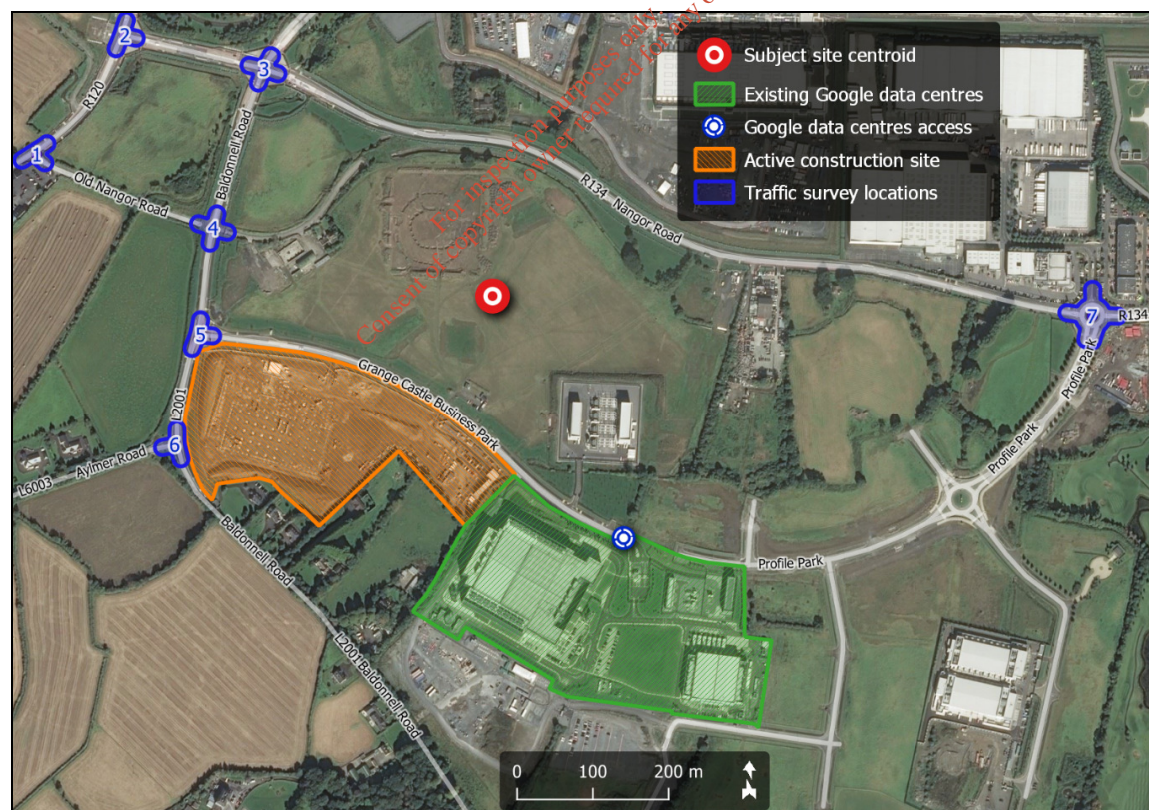 For inspection purposes only.
Consent of copyright owner required for any o
Subject site centroid
Existing Google data centres
Google data centres access
Active construction site
Traffic survey locations
2
3
R120
1
Baldonnell Road
Old Nangor Road
4
R134 Nangor Road
7
R134
5
Profile Park
Grange Castle Business Park
L2001
6
Aylmer Road
L6003
Profile Park
Baldonnell Road
Profile Park
L2001 Baldonnell Road
0 100 200 m